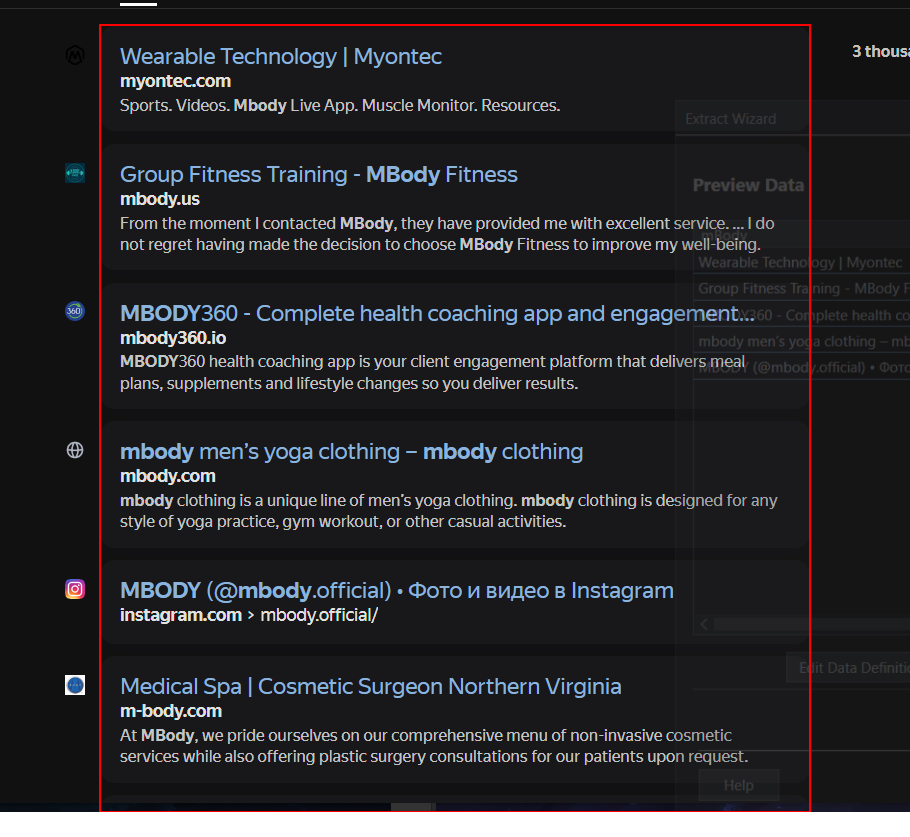 Wearable Technology | Myontec
myontec.com
Sports. Videos. Mbody Live App. Muscle Monitor. Resources.
Group Fitness Training - MBody Fitness
mbody.us
From the moment I contacted MBody, they have provided me with excellent service. ... I do
not regret having made the decision to choose MBody Fitness to improve my well-being.
360
MBODY360 - Complete health coaching app and engagement...
mbody360.io
MBODY360 health coaching app is your client engagement platform that delivers meal
plans, supplements and lifestyle changes so you deliver results.
mbody men's yoga clothing – mbody clothing
mbody.com
mbody clothing is a unique line of men's yoga clothing. mbody clothing is designed for any
style of yoga practice, gym workout, or other casual activities.
MBODY (@mbody.official) • Фото и видео в Instagram
instagram.com › mbody.official/
Medical Spa | Cosmetic Surgeon Northern Virginia
m-body.com
At MBody, we pride ourselves on our comprehensive menu of non-invasive cosmetic
services while also offering plastic surgery consultations for our patients upon request.
3 thousa
Extract Wizard
Preview Data
mBody
Wearable Technology | Myontec
Group Fitness Training - MBody F
MBODY360 - Complete health co
mbody men's yoga clothing – mb
MBODY (@mbody.official) • Фото
Edit Data Definitio
Help